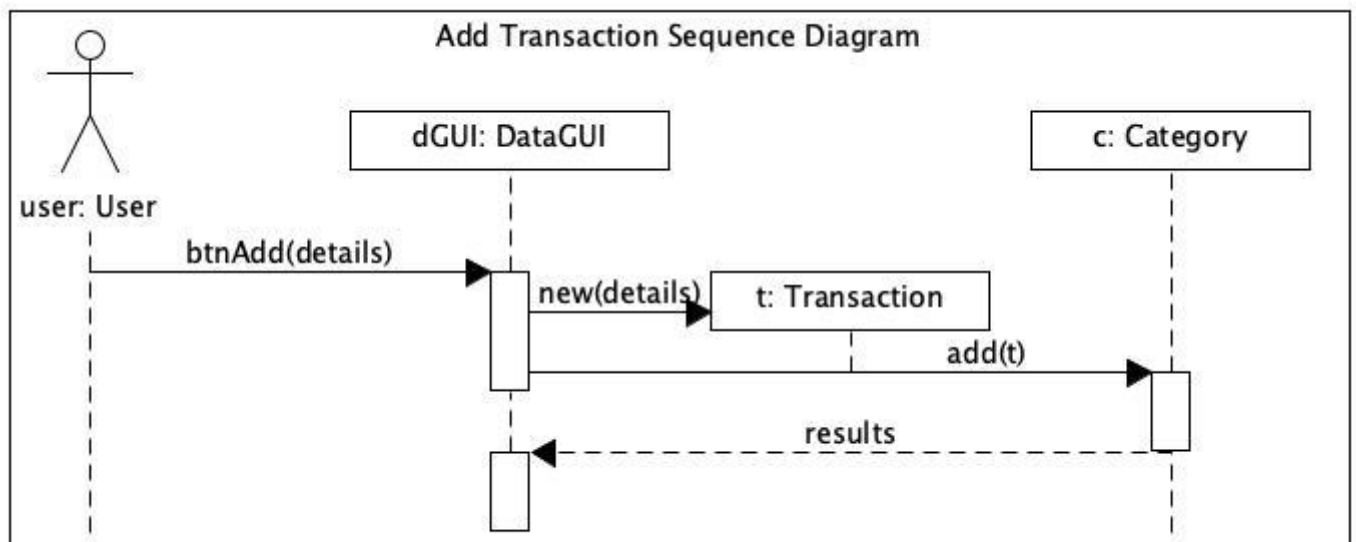 Add Transaction Sequence Diagram
dGUI: DataGUI
c: Category
user: User
btnAdd(details)
new(details)
t: Transaction
add(t)
results